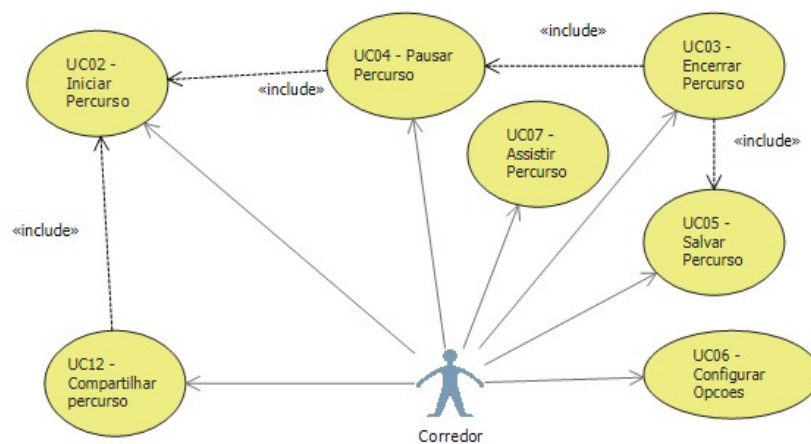 UC02 -
Iniciar
Percurso
«include»
UC04 - Pausar
Percurso
«include»
UC03 -
Encerrar
Percurso
UC07 -
Assistir
Percurso
«include»
UC05 -
Salvar
Percurso
«include»
UC12 -
Compartilhar
percurso
UC06 -
Configurar
Opcoes
Corredor